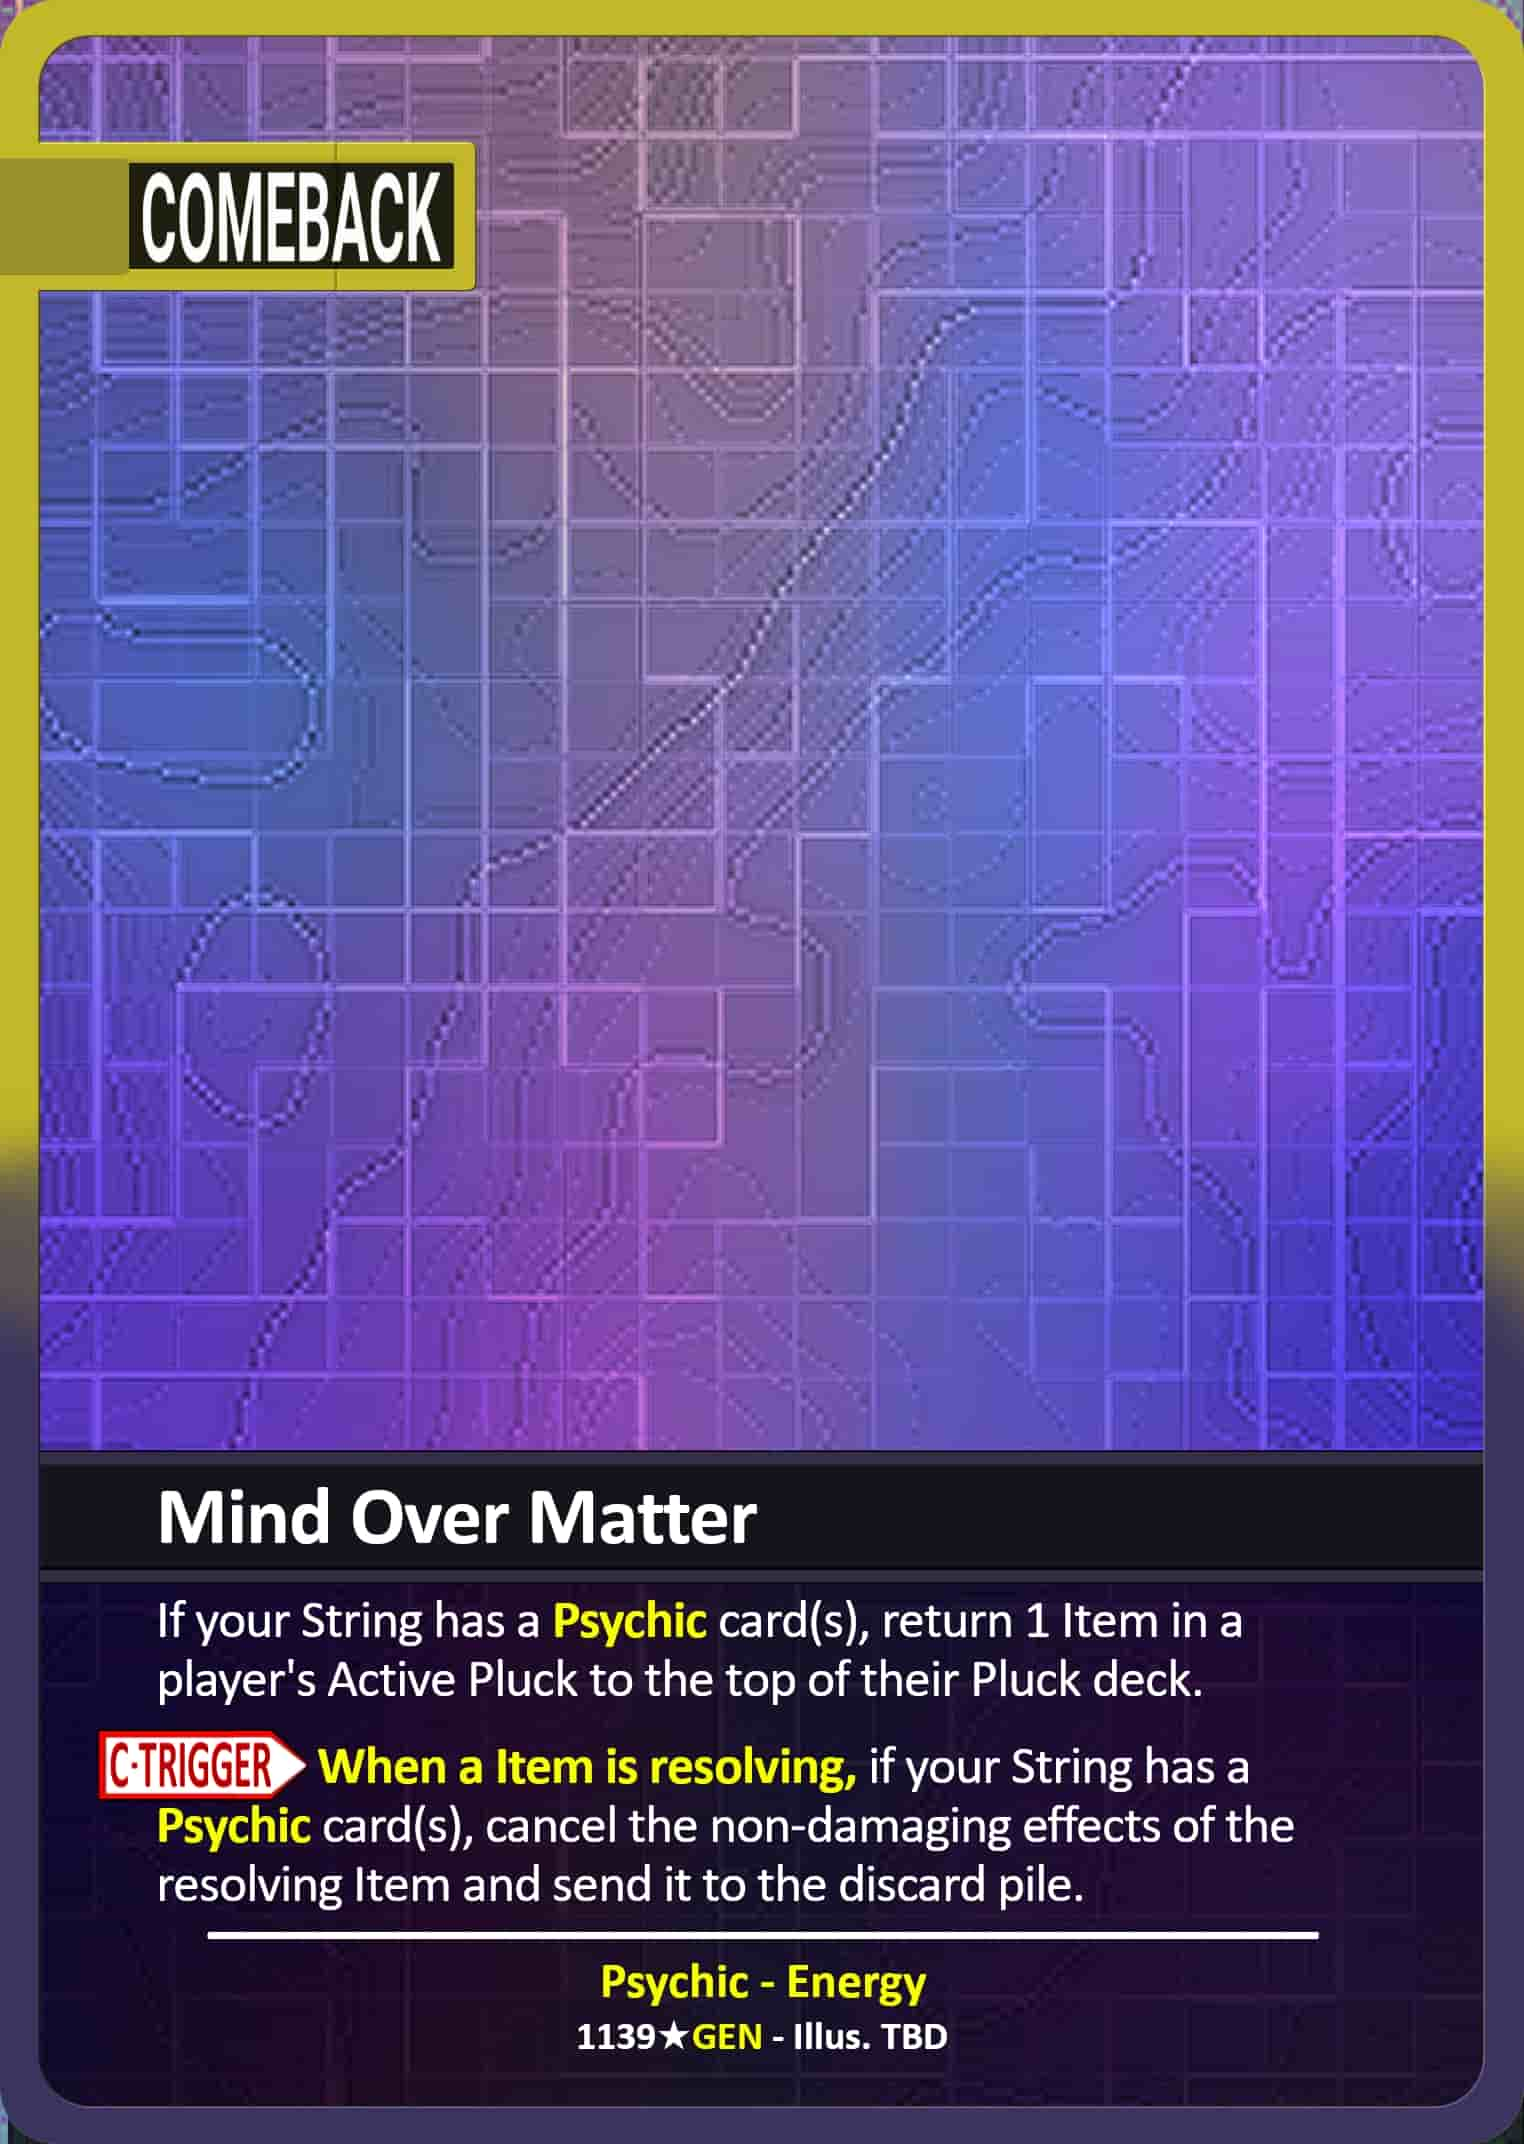 COMEBACK
Mind Over Matter
If your String has a Psychic card(s), return 1 Item in a
player's Active Pluck to the top of their Pluck deck.
C-TRIGGER When a Item is resolving, if your String has a
Psychic card(s), cancel the non-damaging effects of the
resolving Item and send it to the discard pile.
Psychic - Energy
1139★GEN - Illus. TBD